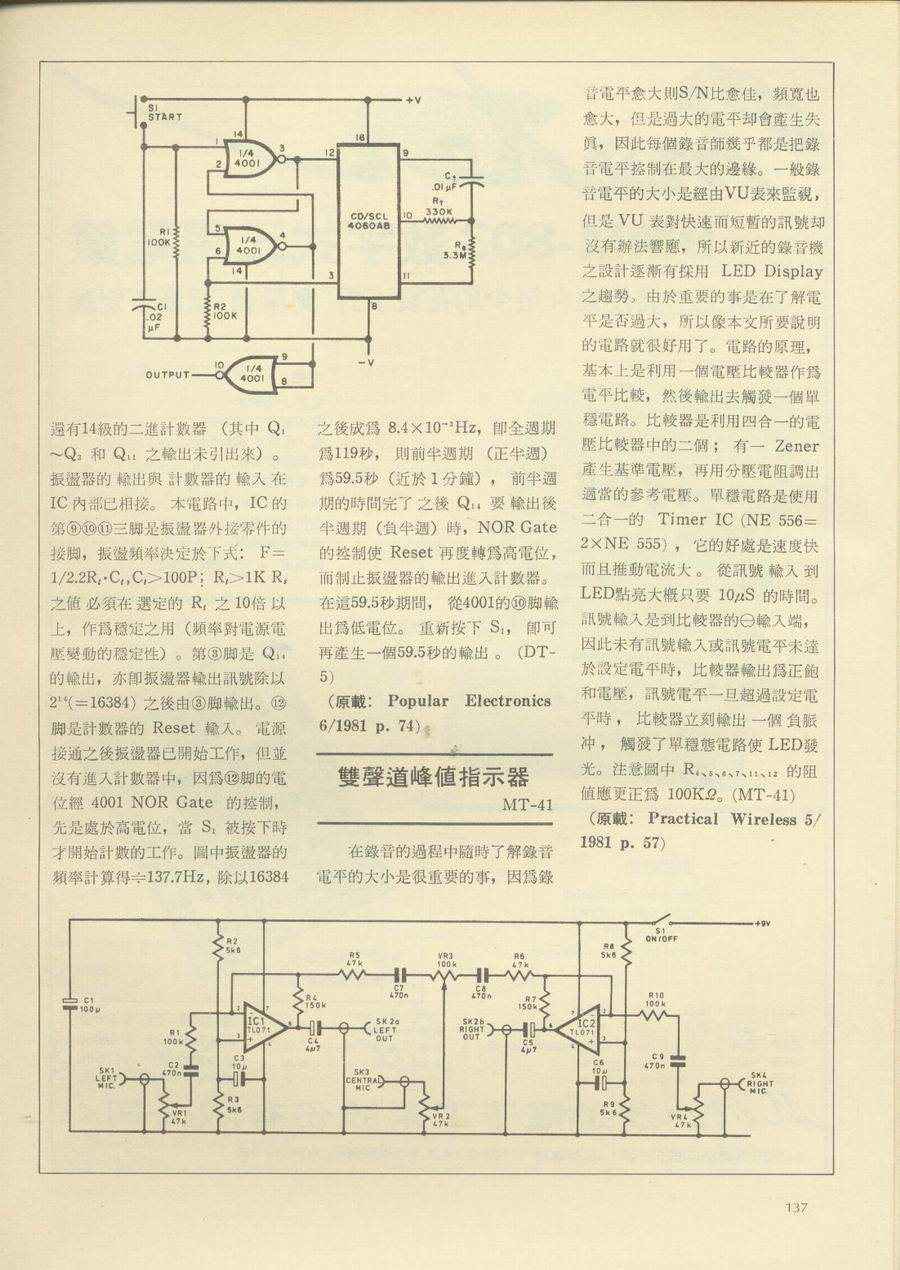 S1
START
+V
14
16
1
2
1/4
4001
3
12
9
C t
.01 µF
R t
330K
CD/SCL
4060AB
10
R1
100K
5
6
1/4
4001
4
R s
3.3M
14
3
11
C1
.02
µF
R2
100K
8
-V
OUTPUT
10
1/4
4001
9
8
還有14級的二進計數器 (其中 Q₁
～Q₃ 和 Q₁₁ 之輸出未引出來) 。
振盪器的 輸出與 計數器的 輸入 在
IC 內部已相接。 本電路中，IC 的
第⑨⑩⑪三脚是振盪器外接零件的
接脚，振盪頻率決定於下式： F=
1/2.2Rₜ·Cₜ,Cₜ>100P；Rₜ>1K Rₛ
之值 必須在 選定的 Rₜ 之 10倍 以
上，作爲穩定之用 (頻率對電源電
壓變動的穩定性) 。第③脚是 Q₁₄
的輸出，亦卽振盪器輸出訊號除以
2¹⁴(=16384) 之後由③脚輸出。⑫
脚是計數器的 Reset 輸入。 電源
接通之後振盪器已開始工作，但並
沒有進入計數器中，因爲⑫脚的電
位經 4001 NOR Gate 的控制，
先是處於高電位，當 S₁ 被按下時
才開始計數的工作。圖中振盪器的
頻率計算得≑137.7Hz，除以16384
之後成爲 8.4×10⁻³Hz，卽全週期
爲119秒， 則前半週期 (正半週)
爲59.5秒 (近於 1 分鐘) ， 前半週
期的時間完了 之後 Q₁₄ 要 輸出後
半週期 (負半週) 時，NOR Gate
的控制使 Reset 再度轉爲高電位，
而制止振盪器的輸出進入計數器。
在這59.5秒期間， 從4001的⑩脚輸
出爲低電位。 重新按下 S₁， 卽可
再產生一個59.5秒的輸出 。 (DT-
5)
(原載： Popular Electronics
6/1981 p. 74)
雙聲道峰值指示器
MT-41
在錄音的過程中隨時了解錄音
電平的大小是很重要的事，因爲錄
音電平愈大則S/N比愈佳，頻寬也
愈大，但是過大的電平却會產生失
眞，因此每個錄音師幾乎都是把錄
音電平控制在最大的邊緣。一般錄
音電平的大小是經由VU表來監視，
但是 VU 表對快速而短暫的訊號却
沒有辦法響應，所以新近的錄音機
之設計逐漸有採用 LED Display
之趨勢。由於重要的事是在了解電
平是否過大，所以像本文所要說明
的電路就很好用了。電路的原理，
基本上是利用一個電壓比較器作爲
電平比較，然後輸出去觸發一個單
穩電路。比較器是利用四合一的電
壓比較器中的二個； 有一 Zener
產生基準電壓，再用分壓電阻調出
適當的參考電壓。單穩電路是使用
二合一的 Timer IC (NE 556=
2×NE 555) ， 它的好處是速度快
而且推動電流大 。 從訊號 輸入 到
LED點亮大概只要 10µS 的時間。
訊號輸入是到比較器的⊖輸入端，
因此未有訊號輸入或訊號電平未達
於設定電平時，比較器輸出爲正飽
和電壓，訊號電平一旦超過設定電
平時， 比較器立刻輸出 一個 負脈
冲， 觸發了單穩態電路使 LED發
光。注意圖中 R₄、₅、₆、₇、₁₁、₁₂ 的阻
値應更正爲 100KΩ。(MT-41)
(原載： Practical Wireless 5/
1981 p. 57)
S1
ON/OFF
+9V
R2
5k6
R5
47k
C7
470n
VR3
100k
C8
470n
R6
47k
R8
5k6
C1
100µ
R4
150k
R7
150k
R10
100k
R1
100k
2
3
IC1
TL071
7
6
4
C4
4µ7
SK2a
LEFT
OUT
SK2b
RIGHT
OUT
C5
4µ7
6
7
IC2
TL071
2
3
4
C2
470n
C3
10µ
SK3
CENTRAL
MIC.
C6
10µ
C9
470n
SK1
LEFT
MIC.
VR1
47k
R3
5k6
VR2
47k
R9
5k6
VR4
47k
SK4
RIGHT
MIC.
137